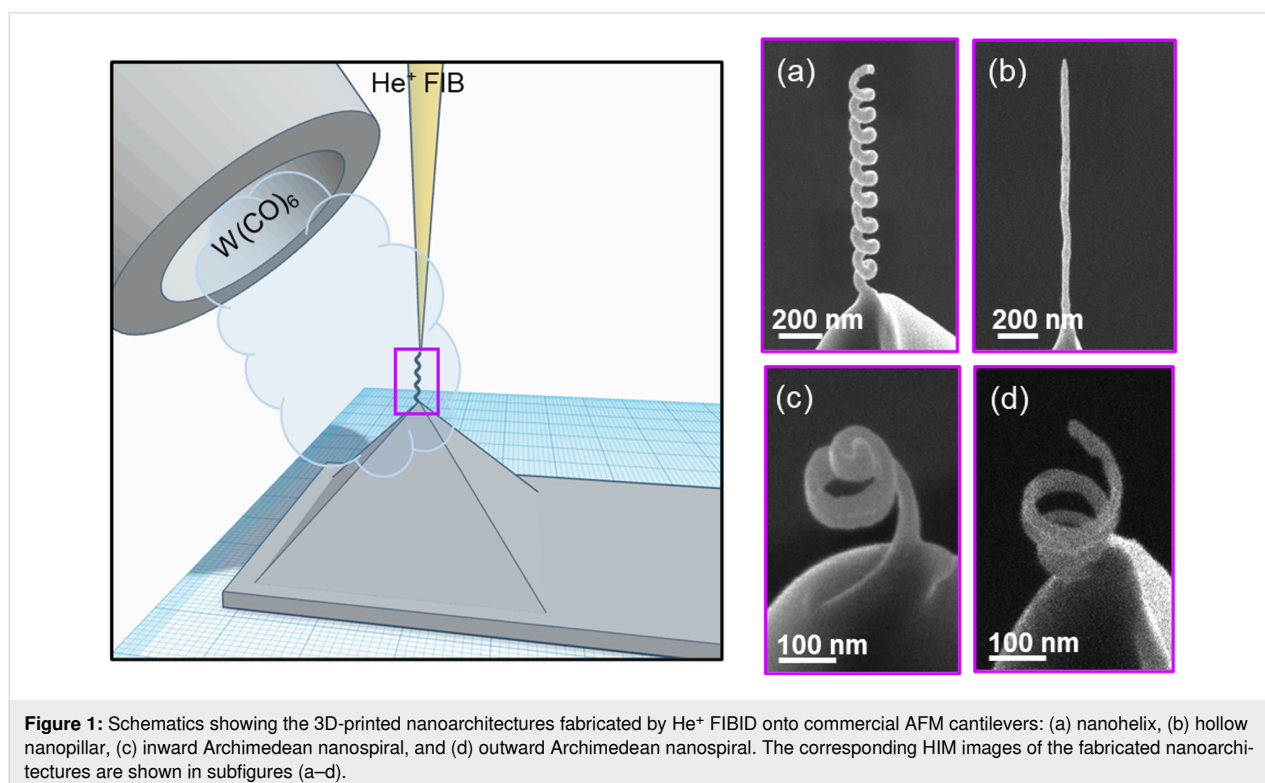 He⁺ FIB
W(CO)₆
(a)
200 nm
(b)
200 nm
(c)
100 nm
(d)
100 nm
Figure 1: Schematics showing the 3D-printed nanoarchitectures fabricated by He⁺ FIBID onto commercial AFM cantilevers: (a) nanohelix, (b) hollow
nanopillar, (c) inward Archimedean nanospiral, and (d) outward Archimedean nanospiral. The corresponding HIM images of the fabricated nanoarchi-
tectures are shown in subfigures (a–d).